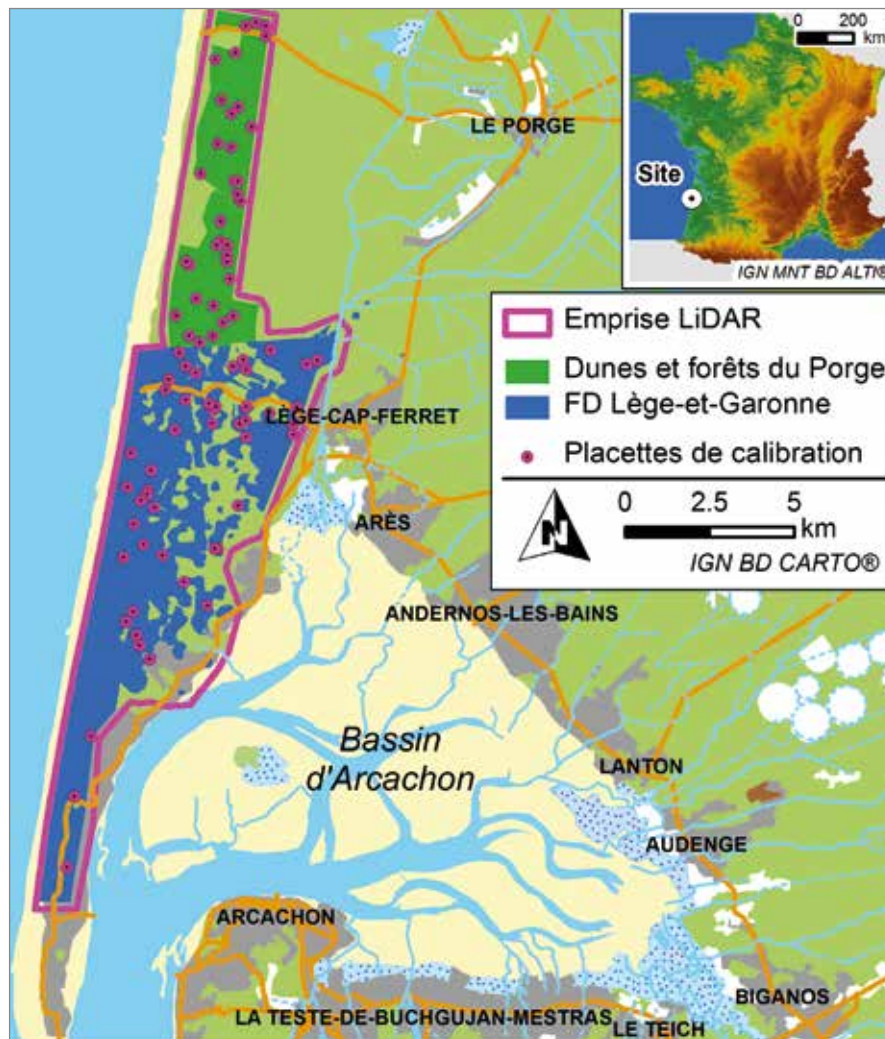 0 200
km
LE PORGE
Site
IGN MNT BD ALTI®
Emprise LiDAR
Dunes et forêts du Porge
FD Lège-et-Garonne
LÈGE-CAP-FERRET
Placettes de calibration
0 2.5 5
km
N
ARÈS
IGN BD CARTO®
ANDERNOS-LES-BAINS
Bassin
d'Arcachon
LANTON
AUDENGE
ARCACHON
BIGANOS
LA TESTE-DE-BUCHGUJAN-MESTRAS
LE TEICH